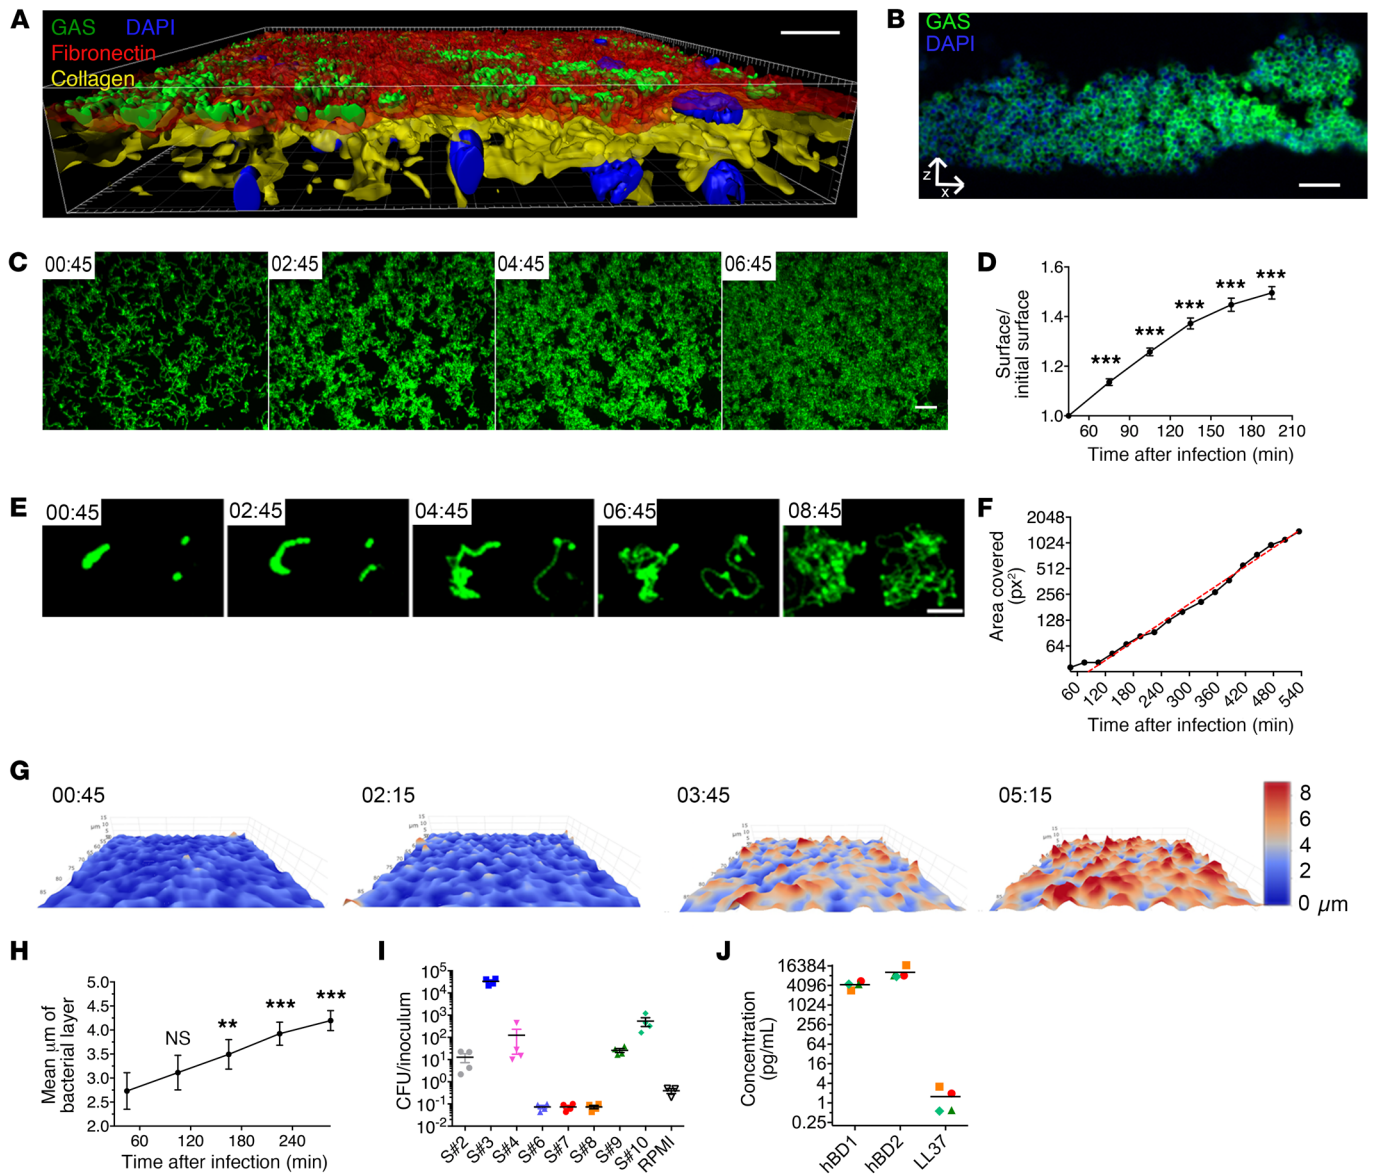 A
GAS DAPI
Fibronectin
Collagen
B
GAS
DAPI
z
x
C
00:45
02:45
04:45
06:45
D
Surface/
initial surface
1.6
1.4
1.2
1.0
***
***
***
***
***
60 90 120 150 180 210
Time after infection (min)
E
00:45
02:45
04:45
06:45
08:45
F
Area covered
(px²)
2048
1024
512
256
128
64
60 120 180 240 300 360 420 480 540
Time after infection (min)
G
00:45
02:15
03:45
05:15
8
6
4
2
0 µm
H
Mean µm of
bacterial layer
5.0
4.5
4.0
3.5
3.0
2.5
2.0
NS
**
***
***
60 120 180 240
Time after infection (min)
I
CFU/inoculum
10⁵
10⁴
10³
10²
10¹
10⁰
10⁻¹
10⁻²
S#2 S#3 S#4 S#6 S#7 S#8 S#9 S#10 RPMI
J
Concentration
(pg/mL)
16384
4096
1024
256
64
16
4
1
0.25
hBD1 hBD2 LL37